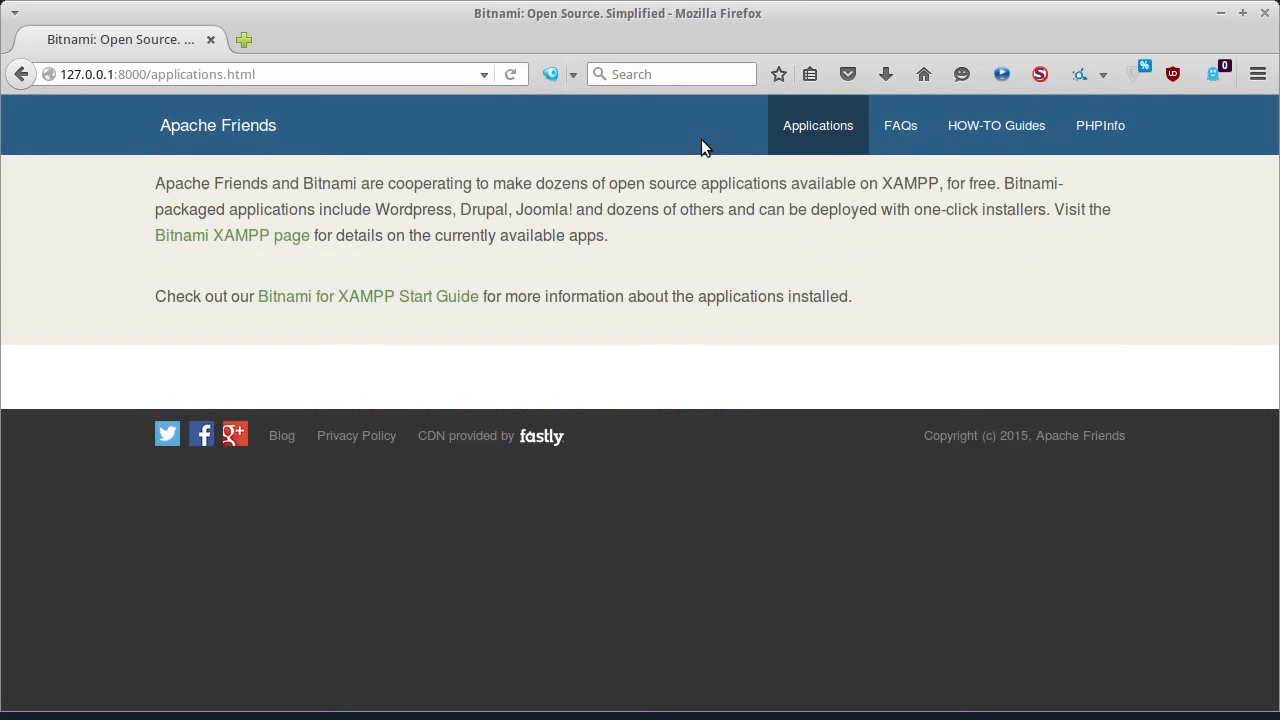 Bitnami: Open Source. Simplified - Mozilla Firefox
Bitnami: Open Source. ...
127.0.0.1:8000/applications.html
Search
%
0
Apache Friends
Applications
FAQs
HOW-TO Guides
PHPInfo
Apache Friends and Bitnami are cooperating to make dozens of open source applications available on XAMPP, for free. Bitnami-
packaged applications include Wordpress, Drupal, Joomla! and dozens of others and can be deployed with one-click installers. Visit the
Bitnami XAMPP page for details on the currently available apps.
Check out our Bitnami for XAMPP Start Guide for more information about the applications installed.
Blog
Privacy Policy
CDN provided by fastly
Copyright (c) 2015, Apache Friends